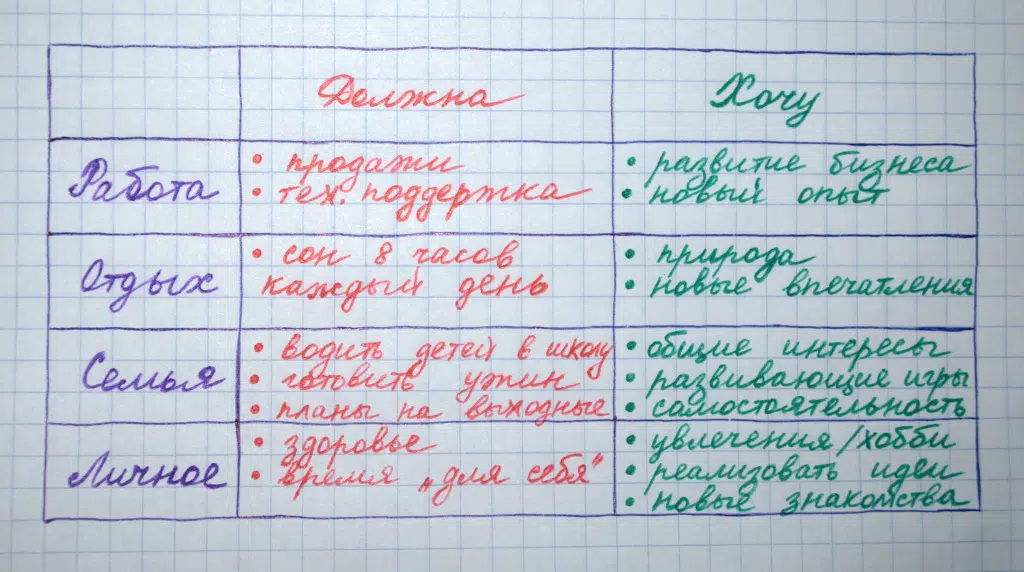 Должна Хочу
Работа
• продажи
• тех. поддержка
• развитие бизнеса
• новый опыт
Отдых
• сон 8 часов
каждый день
• природа
• новые впечатления
Семья
• водить детей в школу
• готовить ужин
• планы на выходные
• общие интересы
• развивающие игры
• самостоятельность
Личное
• здоровье
• время „для себя“
• увлечения/хобби
• реализовать идеи
• новые знакомства